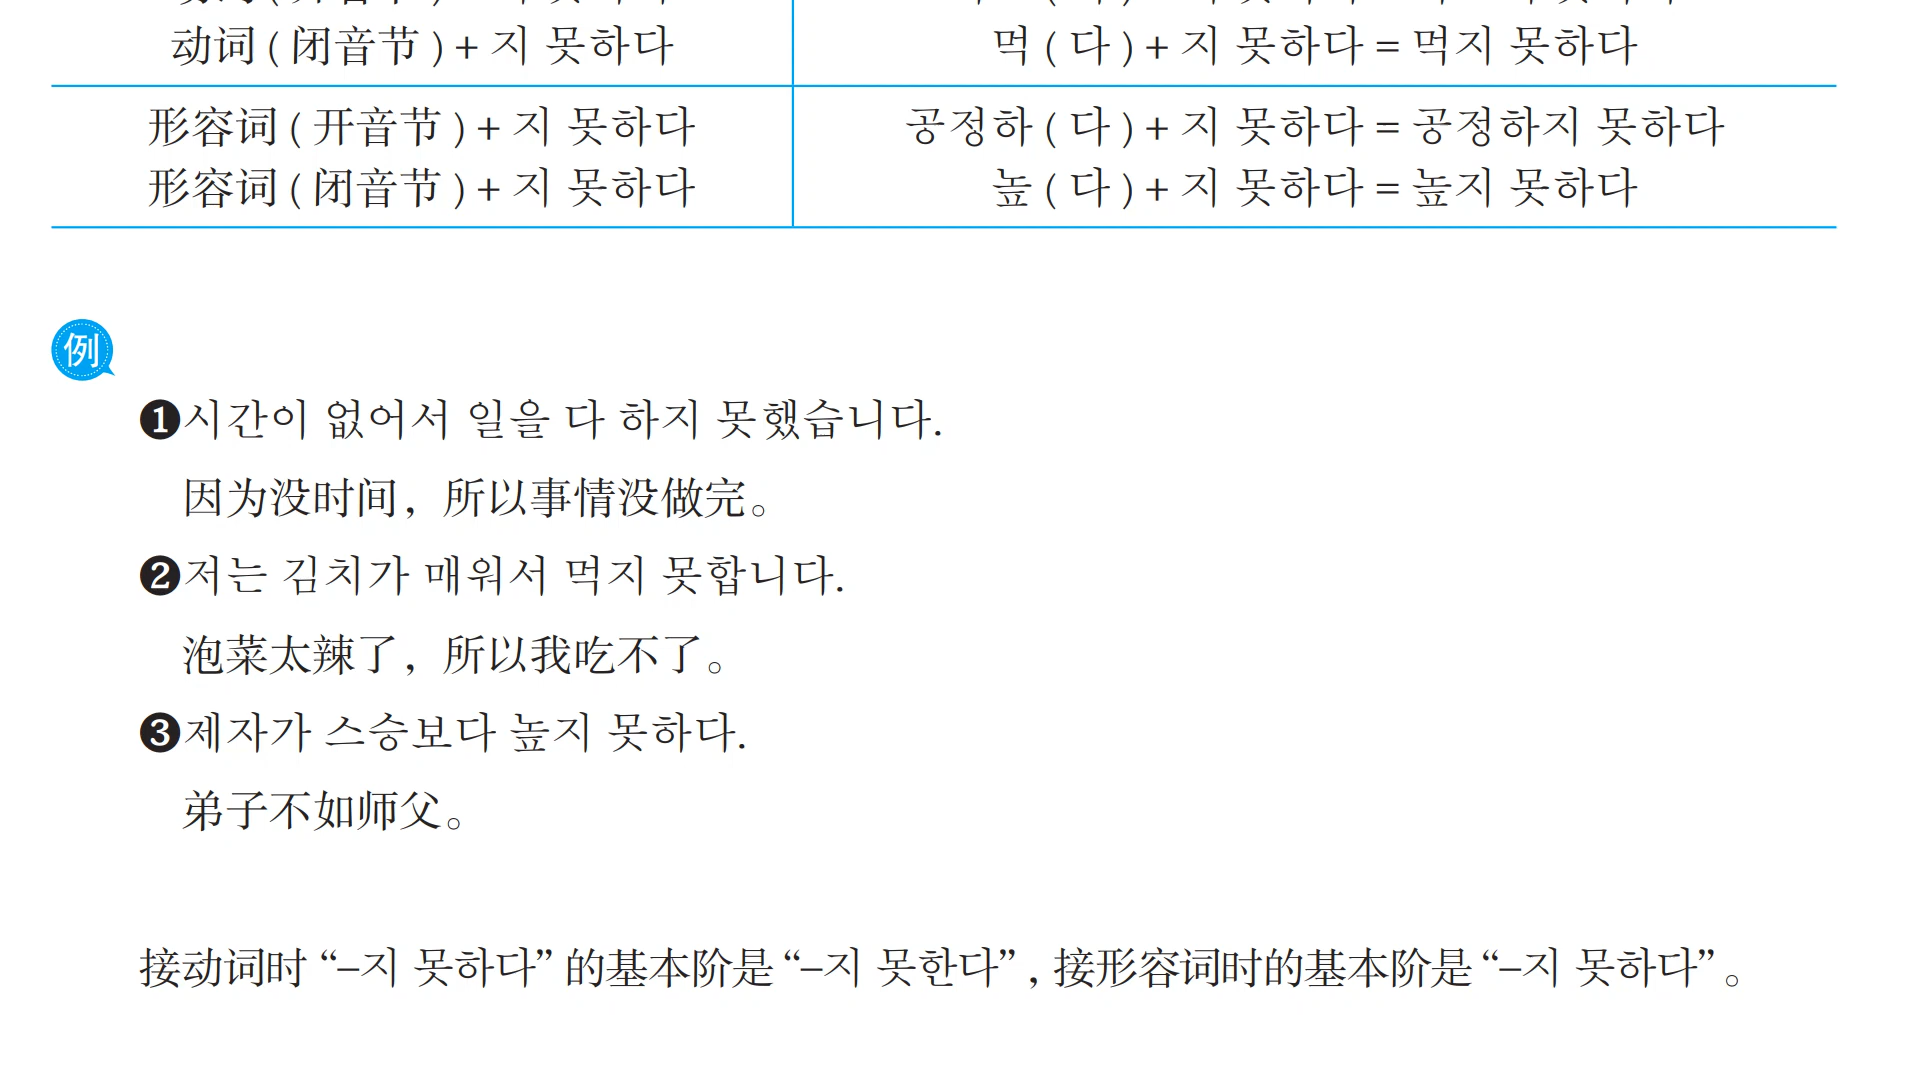 动词 ( 闭音节 ) + 지 못하다
먹 ( 다 ) + 지 못하다 = 먹지 못하다
形容词 ( 开音节 ) + 지 못하다
공정하 ( 다 ) + 지 못하다 = 공정하지 못하다
形容词 ( 闭音节 ) + 지 못하다
높 ( 다 ) + 지 못하다 = 높지 못하다
例
❶시간이 없어서 일을 다 하지 못했습니다.
因为没时间，所以事情没做完。
❷저는 김치가 매워서 먹지 못합니다.
泡菜太辣了，所以我吃不了。
❸제자가 스승보다 높지 못하다.
弟子不如师父。
接动词时 “–지 못하다” 的基本阶是 “–지 못한다” , 接形容词时的基本阶是 “–지 못하다” 。